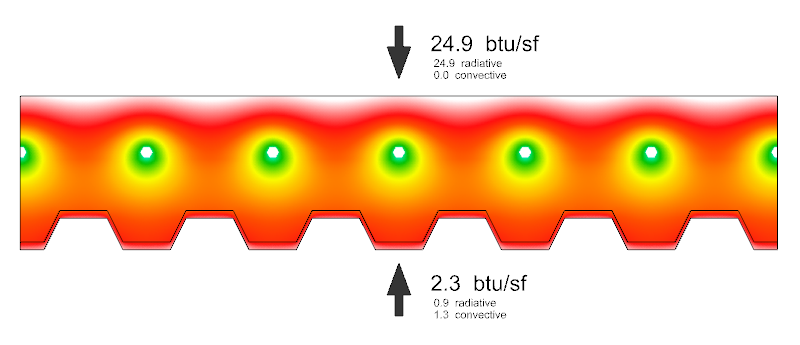 24.9 btu/sf
24.9 radiative
0.0 convective
2.3 btu/sf
0.9 radiative
1.3 convective